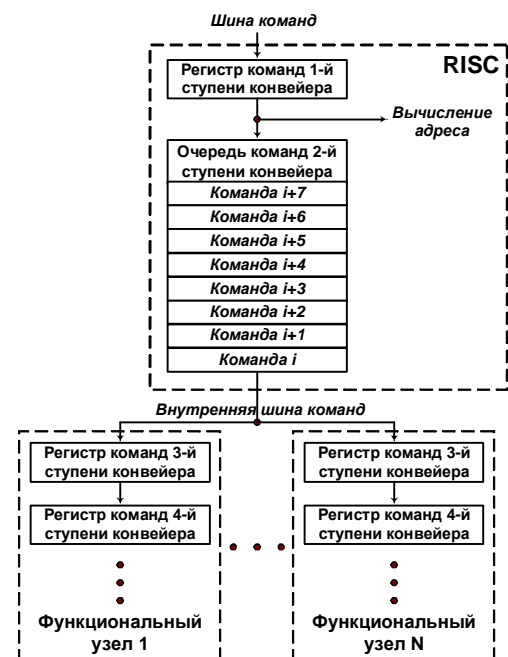 Шина команд
RISC
Регистр команд 1-й
ступени конвейера
Вычисление
адреса
Очередь команд 2-й
ступени конвейера
Команда i+7
Команда i+6
Команда i+5
Команда i+4
Команда i+3
Команда i+2
Команда i+1
Команда i
Внутренняя шина команд
Регистр команд 3-й
ступени конвейера
Регистр команд 4-й
ступени конвейера
Функциональный
узел 1
Регистр команд 3-й
ступени конвейера
Регистр команд 4-й
ступени конвейера
Функциональный
узел N